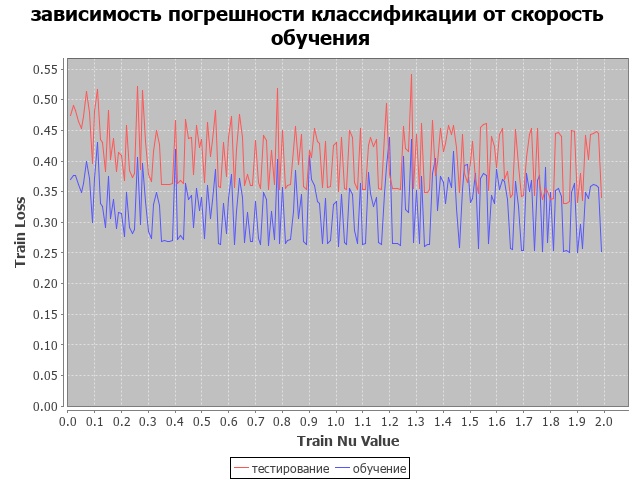 зависимость погрешности классификации от скорость
обучения
0.55
0.50
0.45
0.40
0.35
0.30
0.25
0.20
0.15
0.10
0.05
0.00
Train Loss
0.0 0.1 0.2 0.3 0.4 0.5 0.6 0.7 0.8 0.9 1.0 1.1 1.2 1.3 1.4 1.5 1.6 1.7 1.8 1.9 2.0
Train Nu Value
тестирование обучение